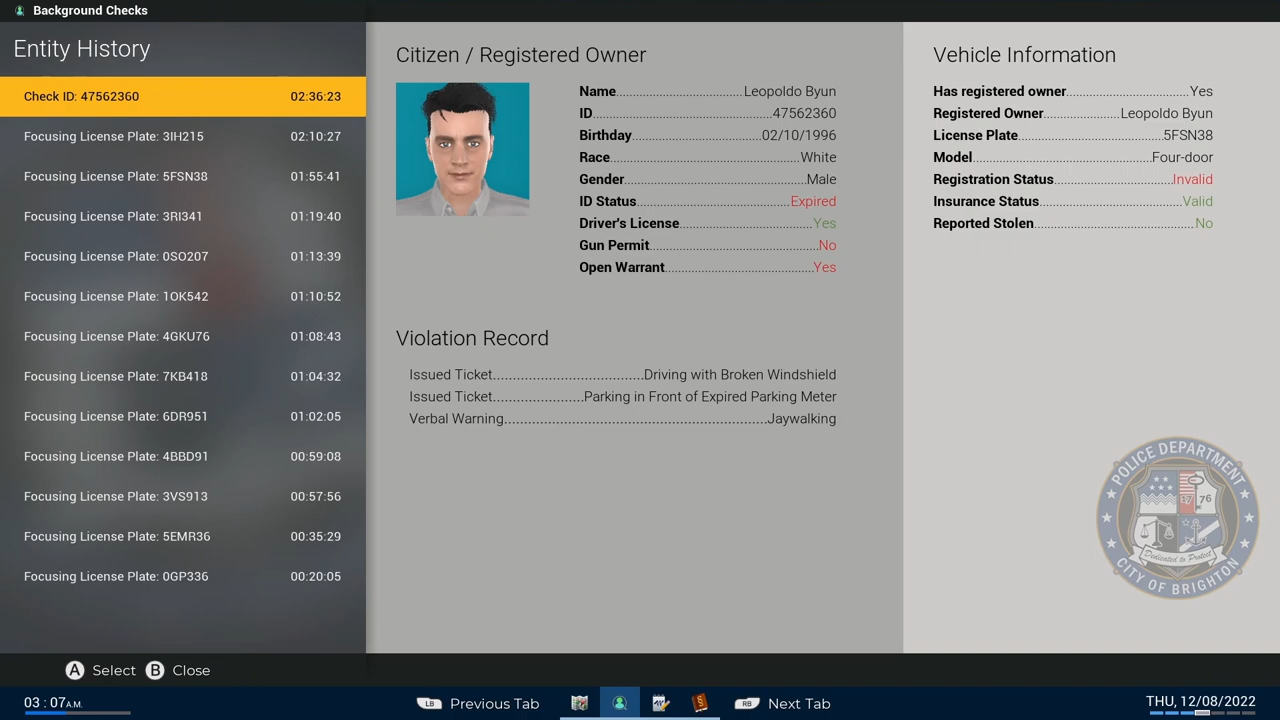 Background Checks
Entity History
Check ID: 47562360 02:36:23
Focusing License Plate: 3IH215 02:10:27
Focusing License Plate: 5FSN38 01:55:41
Focusing License Plate: 3RI341 01:19:40
Focusing License Plate: 0SO207 01:13:39
Focusing License Plate: 1OK542 01:10:52
Focusing License Plate: 4GKU76 01:08:43
Focusing License Plate: 7KB418 01:04:32
Focusing License Plate: 6DR951 01:02:05
Focusing License Plate: 4BBD91 00:59:08
Focusing License Plate: 3VS913 00:57:56
Focusing License Plate: 5EMR36 00:35:29
Focusing License Plate: 0GP336 00:20:05
Citizen / Registered Owner
Name Leopoldo Byun
ID 47562360
Birthday 02/10/1996
Race White
Gender Male
ID Status Expired
Driver's License Yes
Gun Permit No
Open Warrant Yes
Violation Record
Issued Ticket Driving with Broken Windshield
Issued Ticket Parking in Front of Expired Parking Meter
Verbal Warning Jaywalking
Vehicle Information
Has registered owner Yes
Registered Owner Leopoldo Byun
License Plate 5FSN38
Model Four-door
Registration Status Invalid
Insurance Status Valid
Reported Stolen No
POLICE DEPARTMENT
17 76
Dedicated to Protect
CITY OF BRIGHTON
A Select B Close
03 : 07 A.M.
LB Previous Tab
RB Next Tab
THU, 12/08/2022